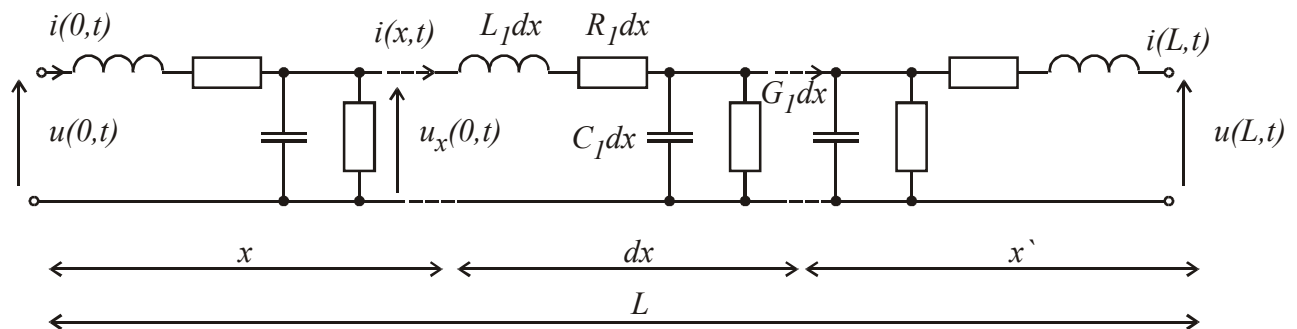 i(0,t)
i(x,t)
L₁dx
R₁dx
i(L,t)
u(0,t)
uₓ(0,t)
C₁dx
G₁dx
u(L,t)
x
dx
x`
L